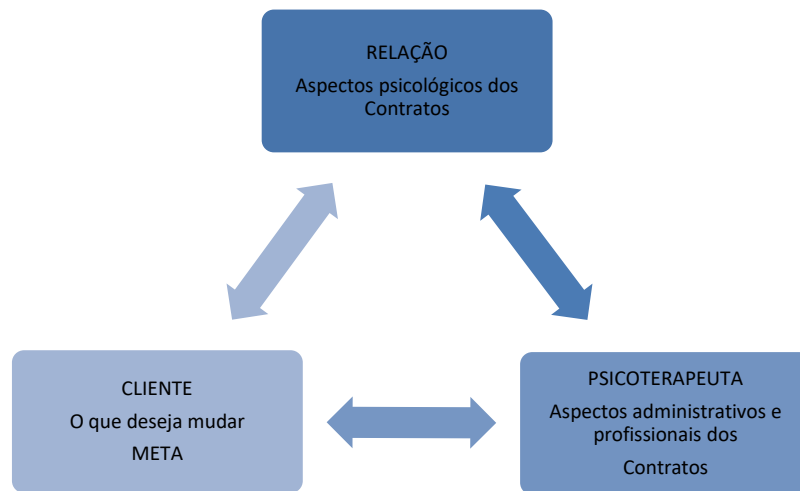 RELAÇÃO
Aspectos psicológicos dos
Contratos
CLIENTE
O que deseja mudar
META
PSICOTERAPEUTA
Aspectos administrativos e
profissionais dos
Contratos